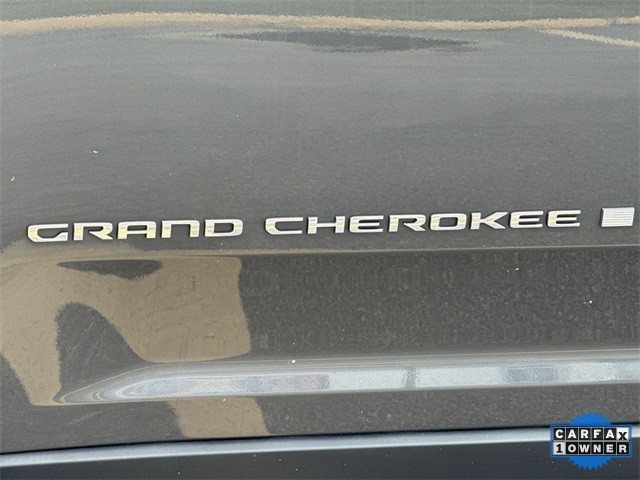 GRAND CHEROKEE
CARFAX
1 OWNER